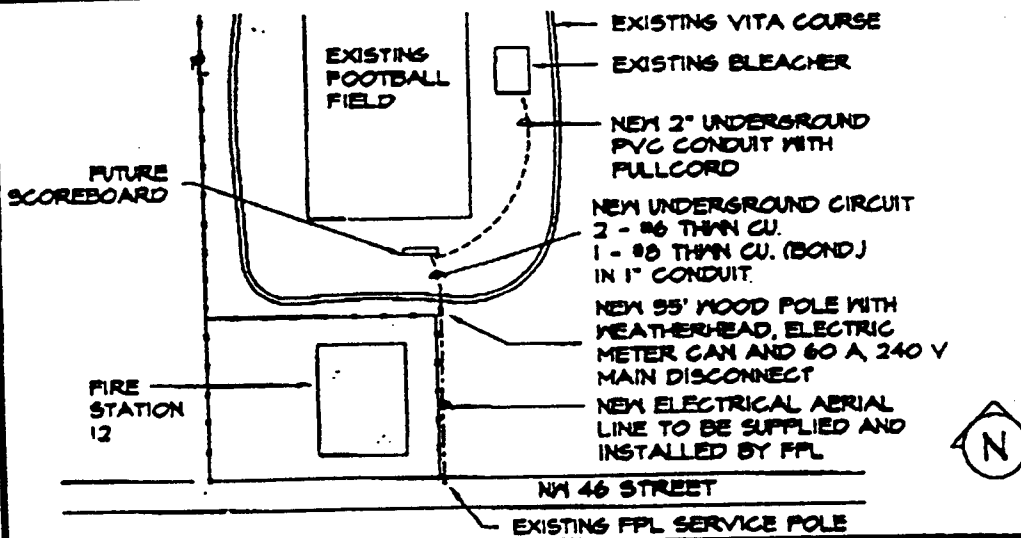 EXISTING VITA COURSE
EXISTING FOOTBALL FIELD
EXISTING BLEACHER
NEW 2" UNDERGROUND
PVC CONDUIT WITH
PULLCORD
FUTURE
SCOREBOARD
NEW UNDERGROUND CIRCUIT
2 - #6 THWN CU.
1 - #8 THWN CU. (BOND)
IN 1" CONDUIT.
NEW 35' WOOD POLE WITH
WEATHERHEAD, ELECTRIC
METER CAN AND 60 A, 240 V
MAIN DISCONNECT
FIRE
STATION
12
NEW ELECTRICAL AERIAL
LINE TO BE SUPPLIED AND
INSTALLED BY FPL
N
NW 46 STREET
EXISTING FPL SERVICE POLE